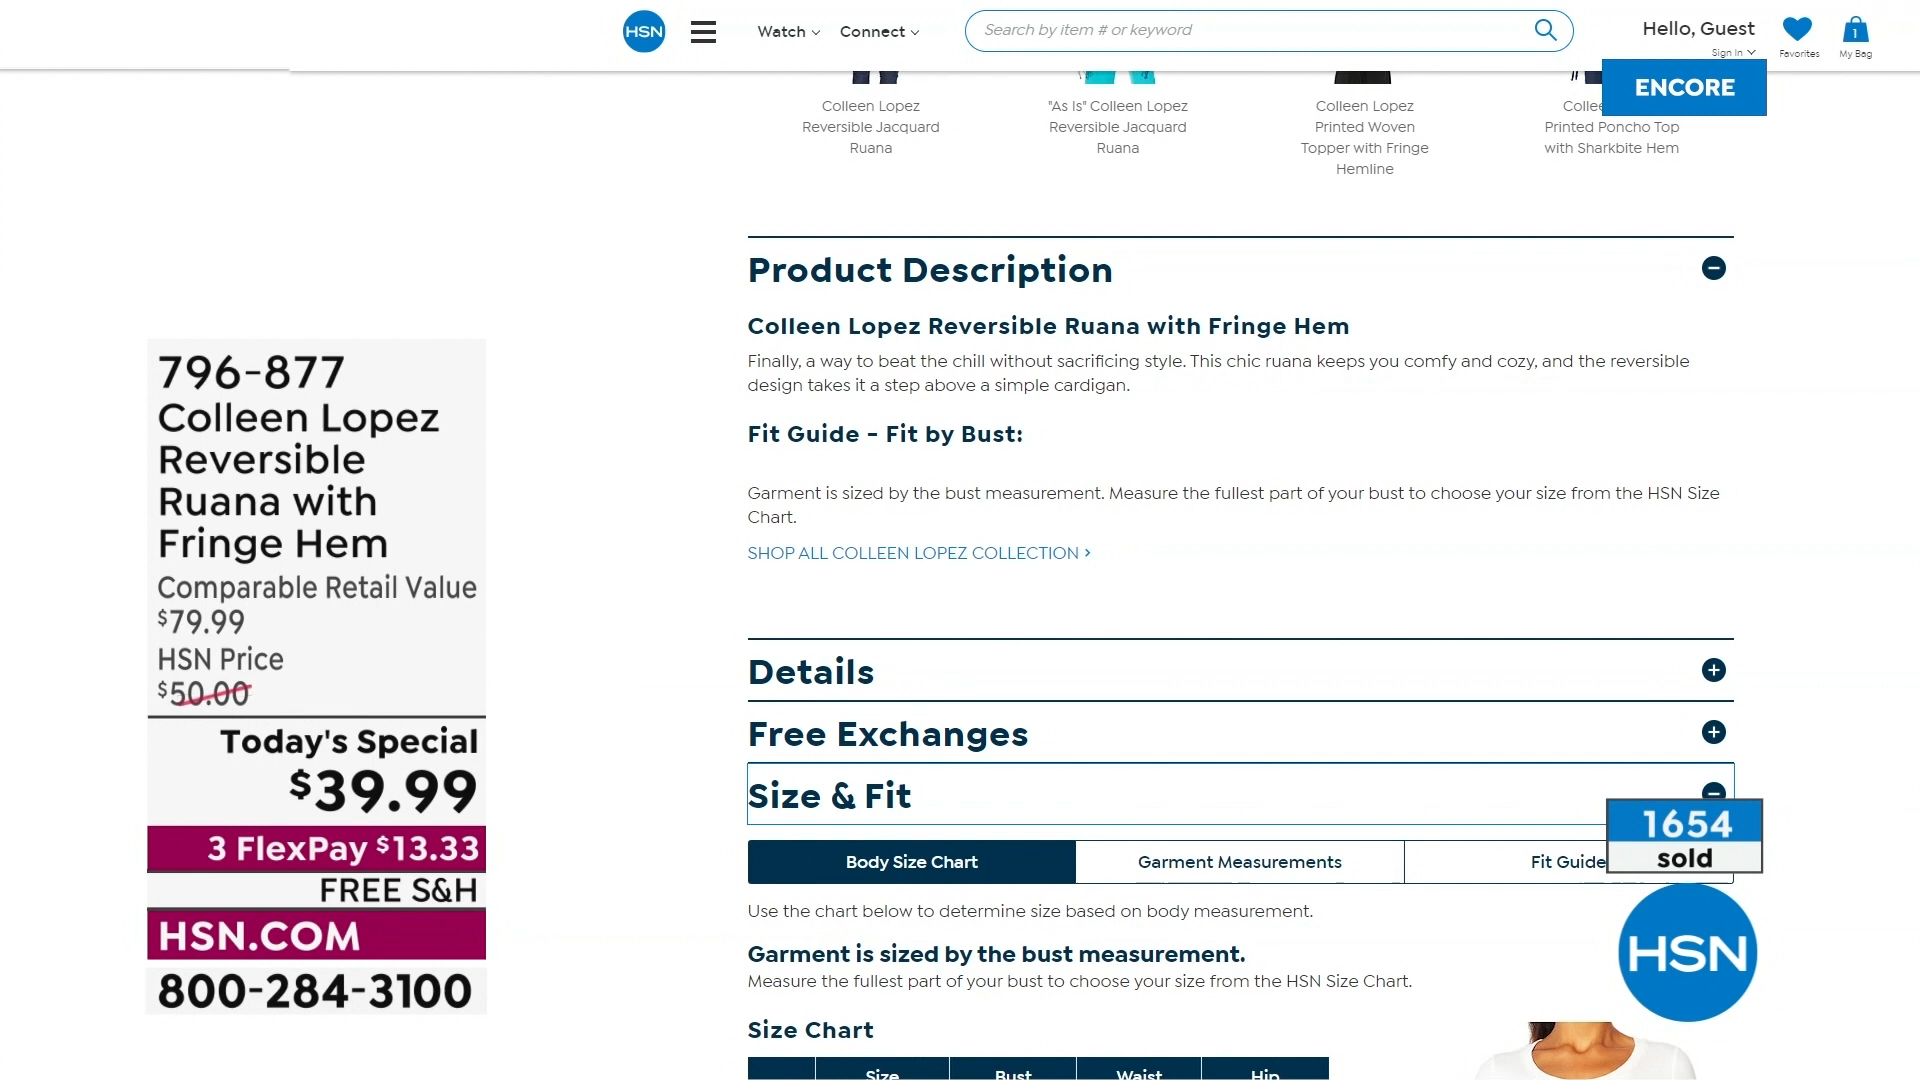 HSN
Watch
Connect
Search by item # or keyword
Hello, Guest
Sign In
Favorites
1
My Bag
ENCORE
Colleen Lopez
Reversible Jacquard
Ruana
"As Is" Colleen Lopez
Reversible Jacquard
Ruana
Colleen Lopez
Printed Woven
Topper with Fringe
Hemline
Colle
Printed Poncho Top
with Sharkbite Hem
Product Description
Colleen Lopez Reversible Ruana with Fringe Hem
Finally, a way to beat the chill without sacrificing style. This chic ruana keeps you comfy and cozy, and the reversible
design takes it a step above a simple cardigan.
Fit Guide - Fit by Bust:
Garment is sized by the bust measurement. Measure the fullest part of your bust to choose your size from the HSN Size
Chart.
SHOP ALL COLLEEN LOPEZ COLLECTION >
796-877
Colleen Lopez
Reversible
Ruana with
Fringe Hem
Comparable Retail Value
$79.99
HSN Price
$50.00
Today's Special
$39.99
3 FlexPay $13.33
FREE S&H
HSN.COM
800-284-3100
Details
Free Exchanges
Size & Fit
1654
sold
Body Size Chart
Garment Measurements
Fit Guide
Use the chart below to determine size based on body measurement.
Garment is sized by the bust measurement.
Measure the fullest part of your bust to choose your size from the HSN Size Chart.
HSN
Size Chart
Size
Bust
Waist
Hip